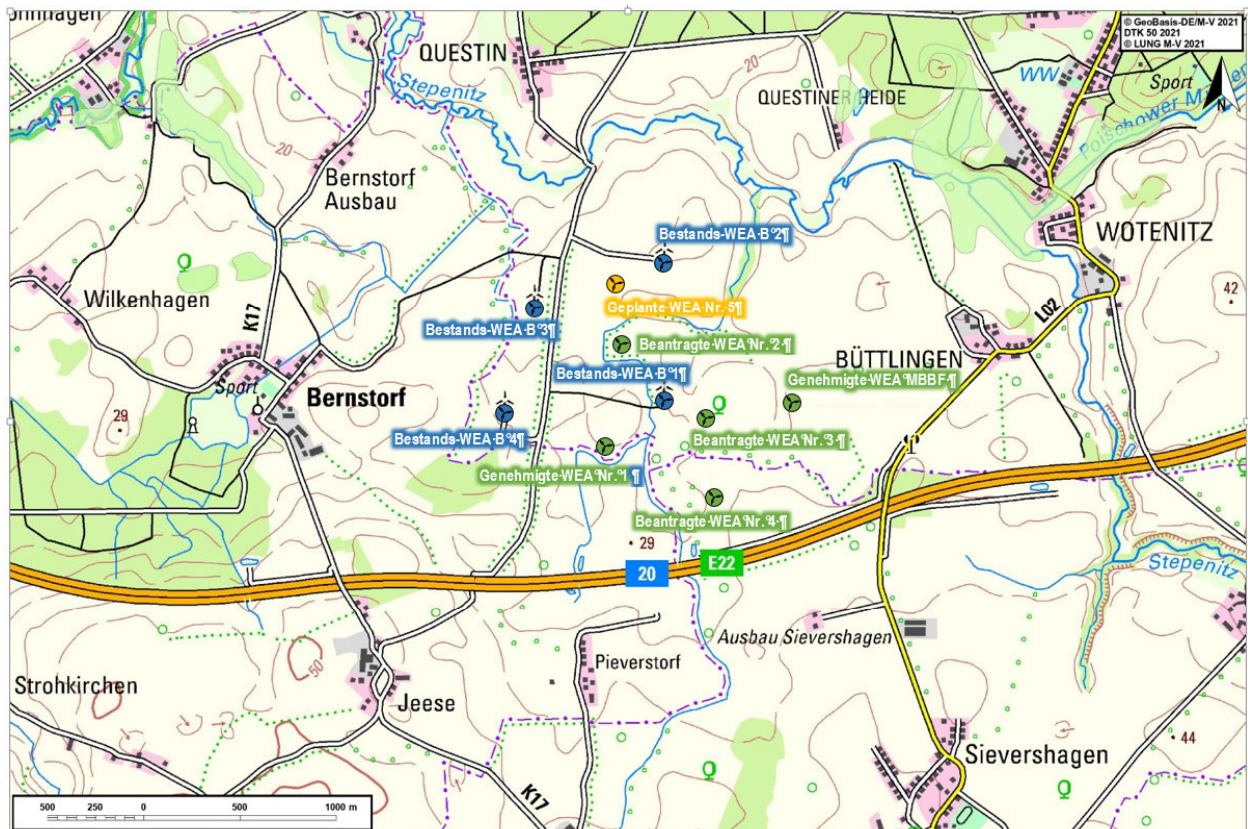 © GeoBasis-DE/M-V 2021
DTK 50 2021
© LUNG M-V 2021
QUESTIN
Stepenitz
WW
Sport
20
QUESTINER HEIDE
N
20
Bernstorf
Ausbau
WOTENITZ
Bestands-WEA-B°2¶
Wilkenhagen
K17
Geplante-WEA-Nr.-5¶
42
L02
Bestands-WEA-B°3¶
Beantragte-WEA°Nr.°2·¶
BÜTTLINGEN
Bestands-WEA-B°1¶
Genehmigte-WEA°MBBF·¶
Sport
Bernstorf
29
Bestands-WEA-B°4¶
Beantragte-WEA°Nr.°3·¶
Genehmigte-WEA°Nr.°1·¶
Beantragte-WEA°Nr.°4·¶
29
20
E22
Stepenitz
Ausbau Sievershagen
Pieverstorf
50
Strohkirchen
Jeese
44
Sievershagen
K17
500 250 0 500 1000 m